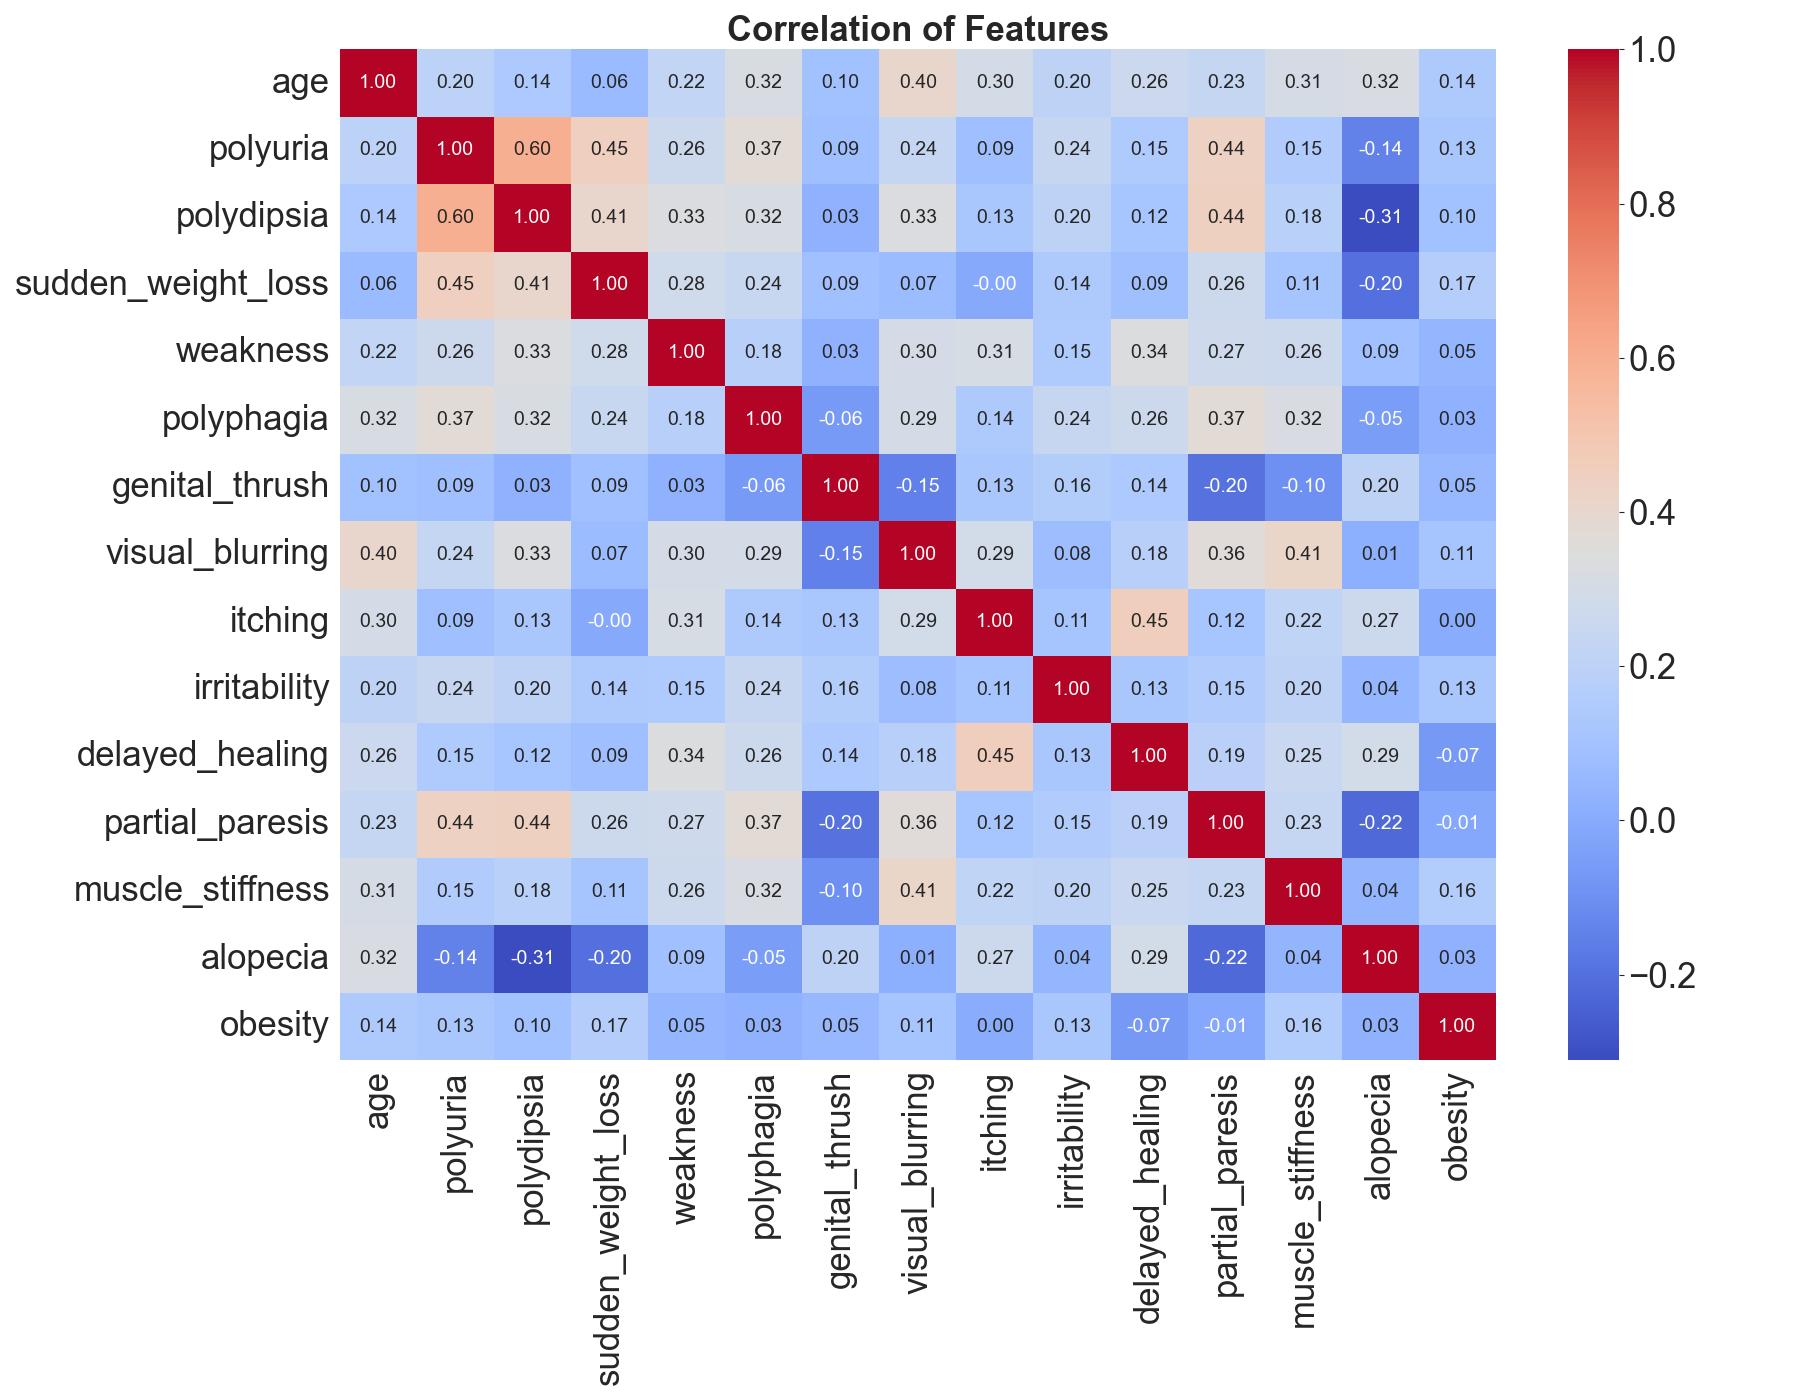 Correlation of Features
age 1.00 0.20 0.14 0.06 0.22 0.32 0.10 0.40 0.30 0.20 0.26 0.23 0.31 0.32 0.14
polyuria 0.20 1.00 0.60 0.45 0.26 0.37 0.09 0.24 0.09 0.24 0.15 0.44 0.15 -0.14 0.13
polydipsia 0.14 0.60 1.00 0.41 0.33 0.32 0.03 0.33 0.13 0.20 0.12 0.44 0.18 -0.31 0.10
sudden_weight_loss 0.06 0.45 0.41 1.00 0.28 0.24 0.09 0.07 -0.00 0.14 0.09 0.26 0.11 -0.20 0.17
weakness 0.22 0.26 0.33 0.28 1.00 0.18 0.03 0.30 0.31 0.15 0.34 0.27 0.26 0.09 0.05
polyphagia 0.32 0.37 0.32 0.24 0.18 1.00 -0.06 0.29 0.14 0.24 0.26 0.37 0.32 -0.05 0.03
genital_thrush 0.10 0.09 0.03 0.09 0.03 -0.06 1.00 -0.15 0.13 0.16 0.14 -0.20 -0.10 0.20 0.05
visual_blurring 0.40 0.24 0.33 0.07 0.30 0.29 -0.15 1.00 0.29 0.08 0.18 0.36 0.41 0.01 0.11
itching 0.30 0.09 0.13 -0.00 0.31 0.14 0.13 0.29 1.00 0.11 0.45 0.12 0.22 0.27 0.00
irritability 0.20 0.24 0.20 0.14 0.15 0.24 0.16 0.08 0.11 1.00 0.13 0.15 0.20 0.04 0.13
delayed_healing 0.26 0.15 0.12 0.09 0.34 0.26 0.14 0.18 0.45 0.13 1.00 0.19 0.25 0.29 -0.07
partial_paresis 0.23 0.44 0.44 0.26 0.27 0.37 -0.20 0.36 0.12 0.15 0.19 1.00 0.23 -0.22 -0.01
muscle_stiffness 0.31 0.15 0.18 0.11 0.26 0.32 -0.10 0.41 0.22 0.20 0.25 0.23 1.00 0.04 0.16
alopecia 0.32 -0.14 -0.31 -0.20 0.09 -0.05 0.20 0.01 0.27 0.04 0.29 -0.22 0.04 1.00 0.03
obesity 0.14 0.13 0.10 0.17 0.05 0.03 0.05 0.11 0.00 0.13 -0.07 -0.01 0.16 0.03 1.00
age
polyuria
polydipsia
sudden_weight_loss
weakness
polyphagia
genital_thrush
visual_blurring
itching
irritability
delayed_healing
partial_paresis
muscle_stiffness
alopecia
obesity
1.0
0.8
0.6
0.4
0.2
0.0
−0.2